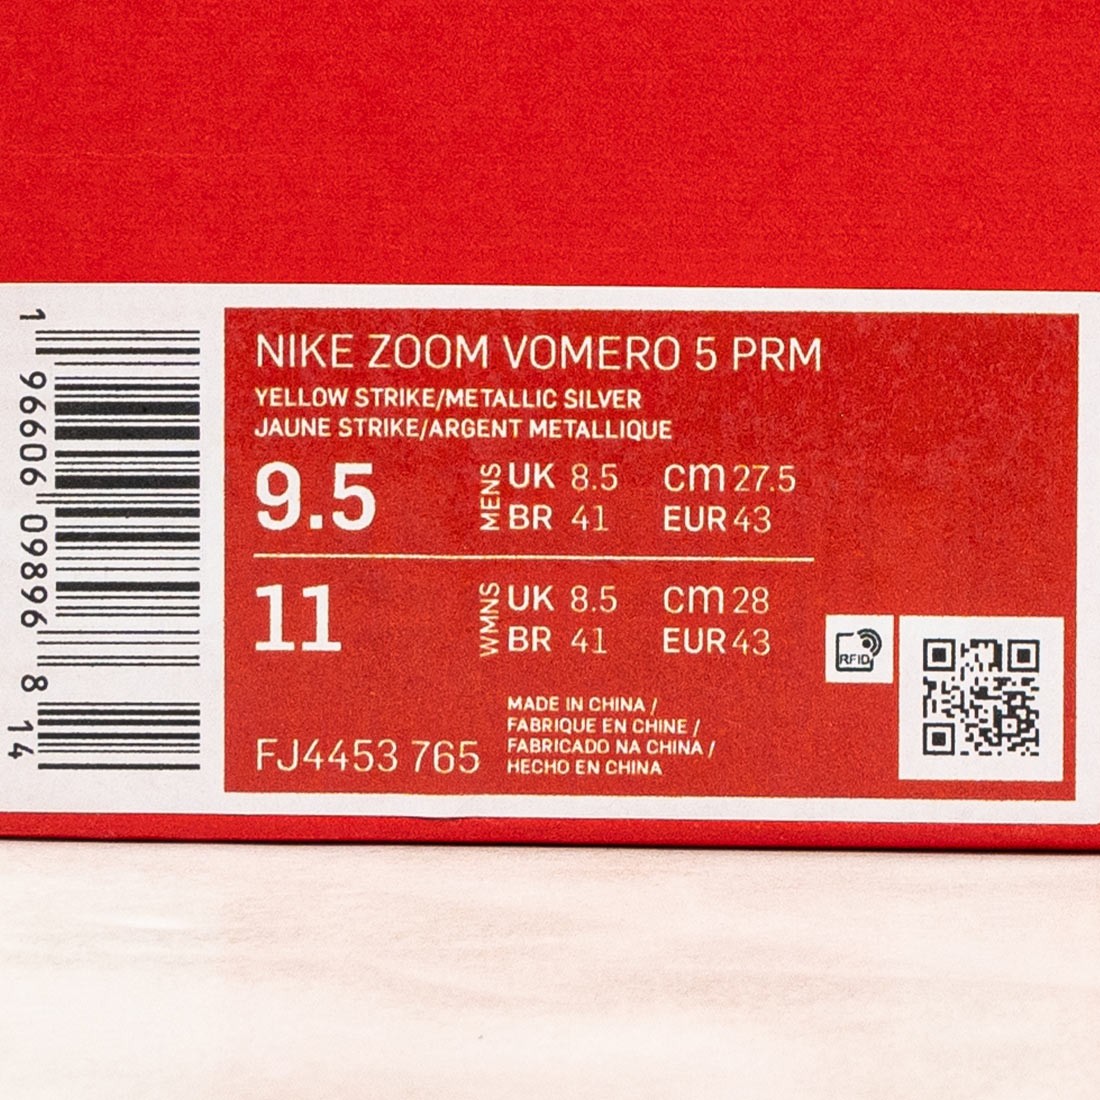 NIKE ZOOM VOMERO 5 PRM
YELLOW STRIKE/METALLIC SILVER
JAUNE STRIKE/ARGENT METALLIQUE
9.5 MENS UK 8.5 cm 27.5
BR 41 EUR 43
11 WMNS UK 8.5 cm 28
BR 41 EUR 43
RFID
MADE IN CHINA /
FABRIQUE EN CHINE /
FABRICADO NA CHINA /
HECHO EN CHINA
FJ4453 765
1 96606 09896 8 14